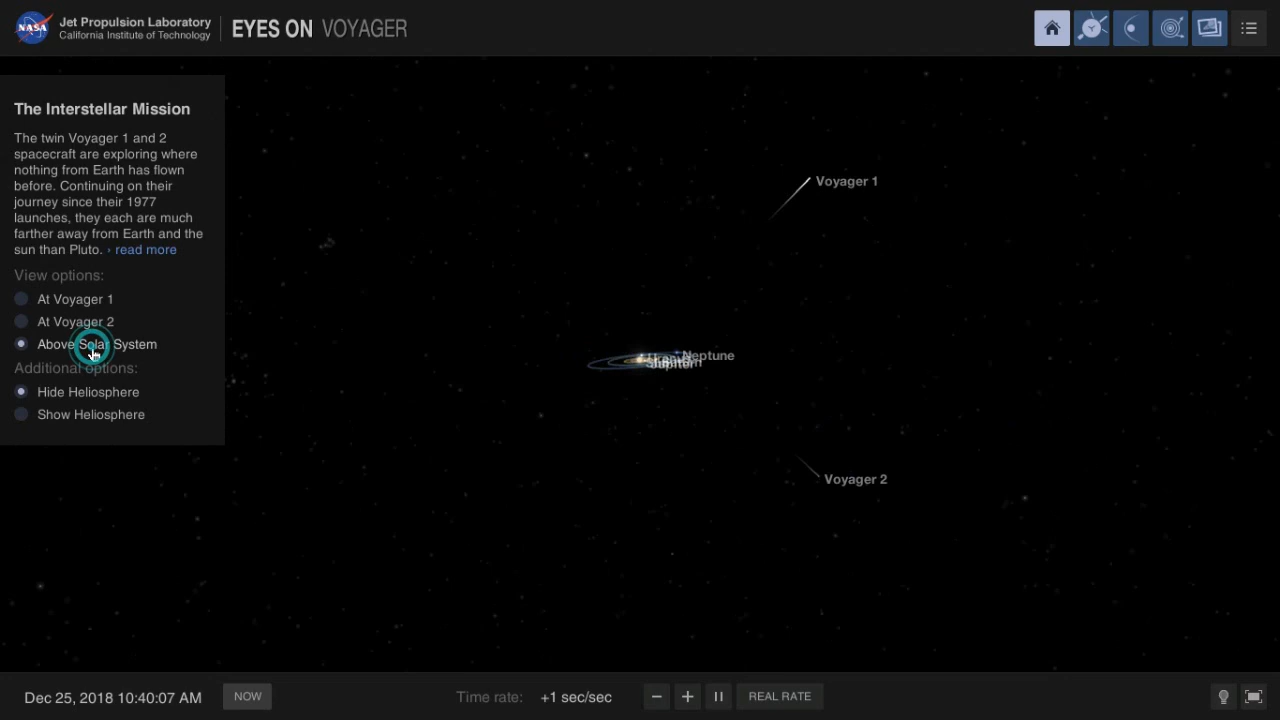 NASA
Jet Propulsion Laboratory
California Institute of Technology
EYES ON VOYAGER
The Interstellar Mission
The twin Voyager 1 and 2
spacecraft are exploring where
nothing from Earth has flown
before. Continuing on their
journey since their 1977
launches, they each are much
farther away from Earth and the
sun than Pluto. › read more
View options:
At Voyager 1
At Voyager 2
Above Solar System
Additional options:
Hide Heliosphere
Show Heliosphere
Voyager 1
Neptune
Jupiter
Voyager 2
Dec 25, 2018 10:40:07 AM
NOW
Time rate: +1 sec/sec
REAL RATE